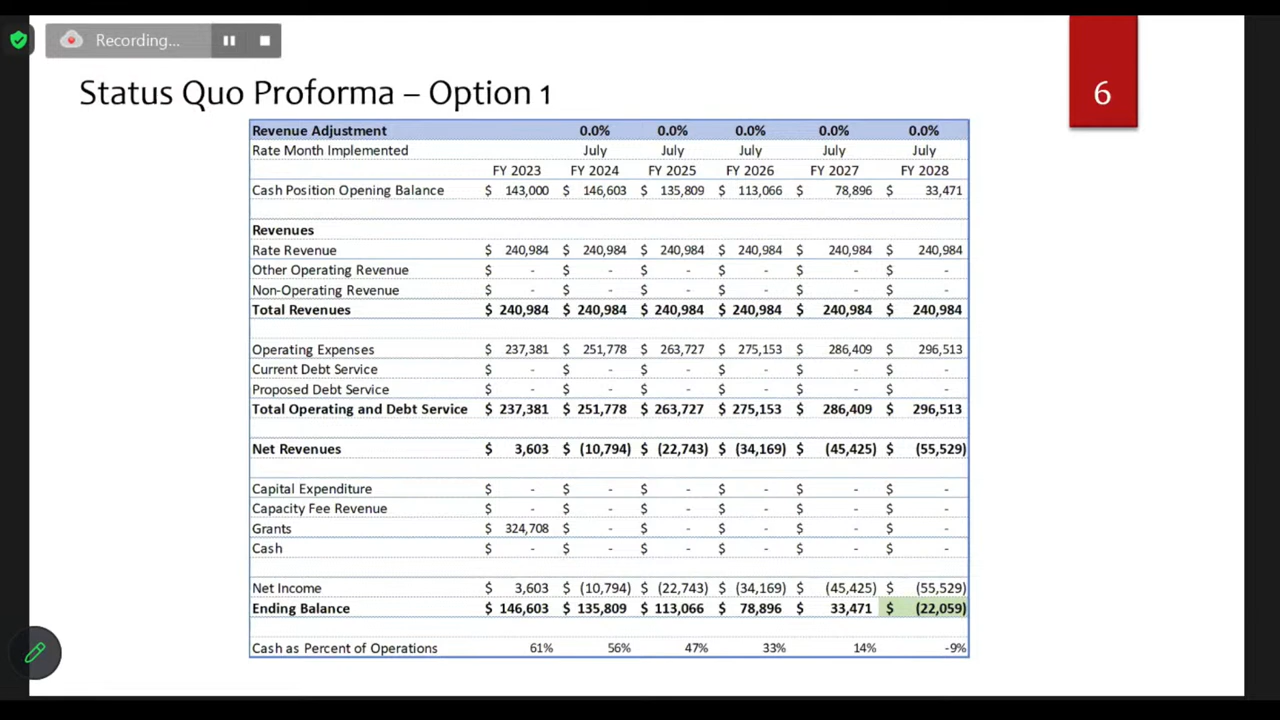 Recording...
6
Status Quo Proforma – Option 1
Revenue Adjustment 0.0% 0.0% 0.0% 0.0% 0.0%
Rate Month Implemented July July July July July
FY 2023 FY 2024 FY 2025 FY 2026 FY 2027 FY 2028
Cash Position Opening Balance $ 143,000 $ 146,603 $ 135,809 $ 113,066 $ 78,896 $ 33,471
Revenues
Rate Revenue $ 240,984 $ 240,984 $ 240,984 $ 240,984 $ 240,984 $ 240,984
Other Operating Revenue $ - $ - $ - $ - $ - $ -
Non-Operating Revenue $ - $ - $ - $ - $ - $ -
Total Revenues $ 240,984 $ 240,984 $ 240,984 $ 240,984 $ 240,984 $ 240,984
Operating Expenses $ 237,381 $ 251,778 $ 263,727 $ 275,153 $ 286,409 $ 296,513
Current Debt Service $ - $ - $ - $ - $ - $ -
Proposed Debt Service $ - $ - $ - $ - $ - $ -
Total Operating and Debt Service $ 237,381 $ 251,778 $ 263,727 $ 275,153 $ 286,409 $ 296,513
Net Revenues $ 3,603 $ (10,794) $ (22,743) $ (34,169) $ (45,425) $ (55,529)
Capital Expenditure $ - $ - $ - $ - $ - $ -
Capacity Fee Revenue $ - $ - $ - $ - $ - $ -
Grants $ 324,708 $ - $ - $ - $ - $ -
Cash $ - $ - $ - $ - $ - $ -
Net Income $ 3,603 $ (10,794) $ (22,743) $ (34,169) $ (45,425) $ (55,529)
Ending Balance $ 146,603 $ 135,809 $ 113,066 $ 78,896 $ 33,471 $ (22,059)
Cash as Percent of Operations 61% 56% 47% 33% 14% -9%